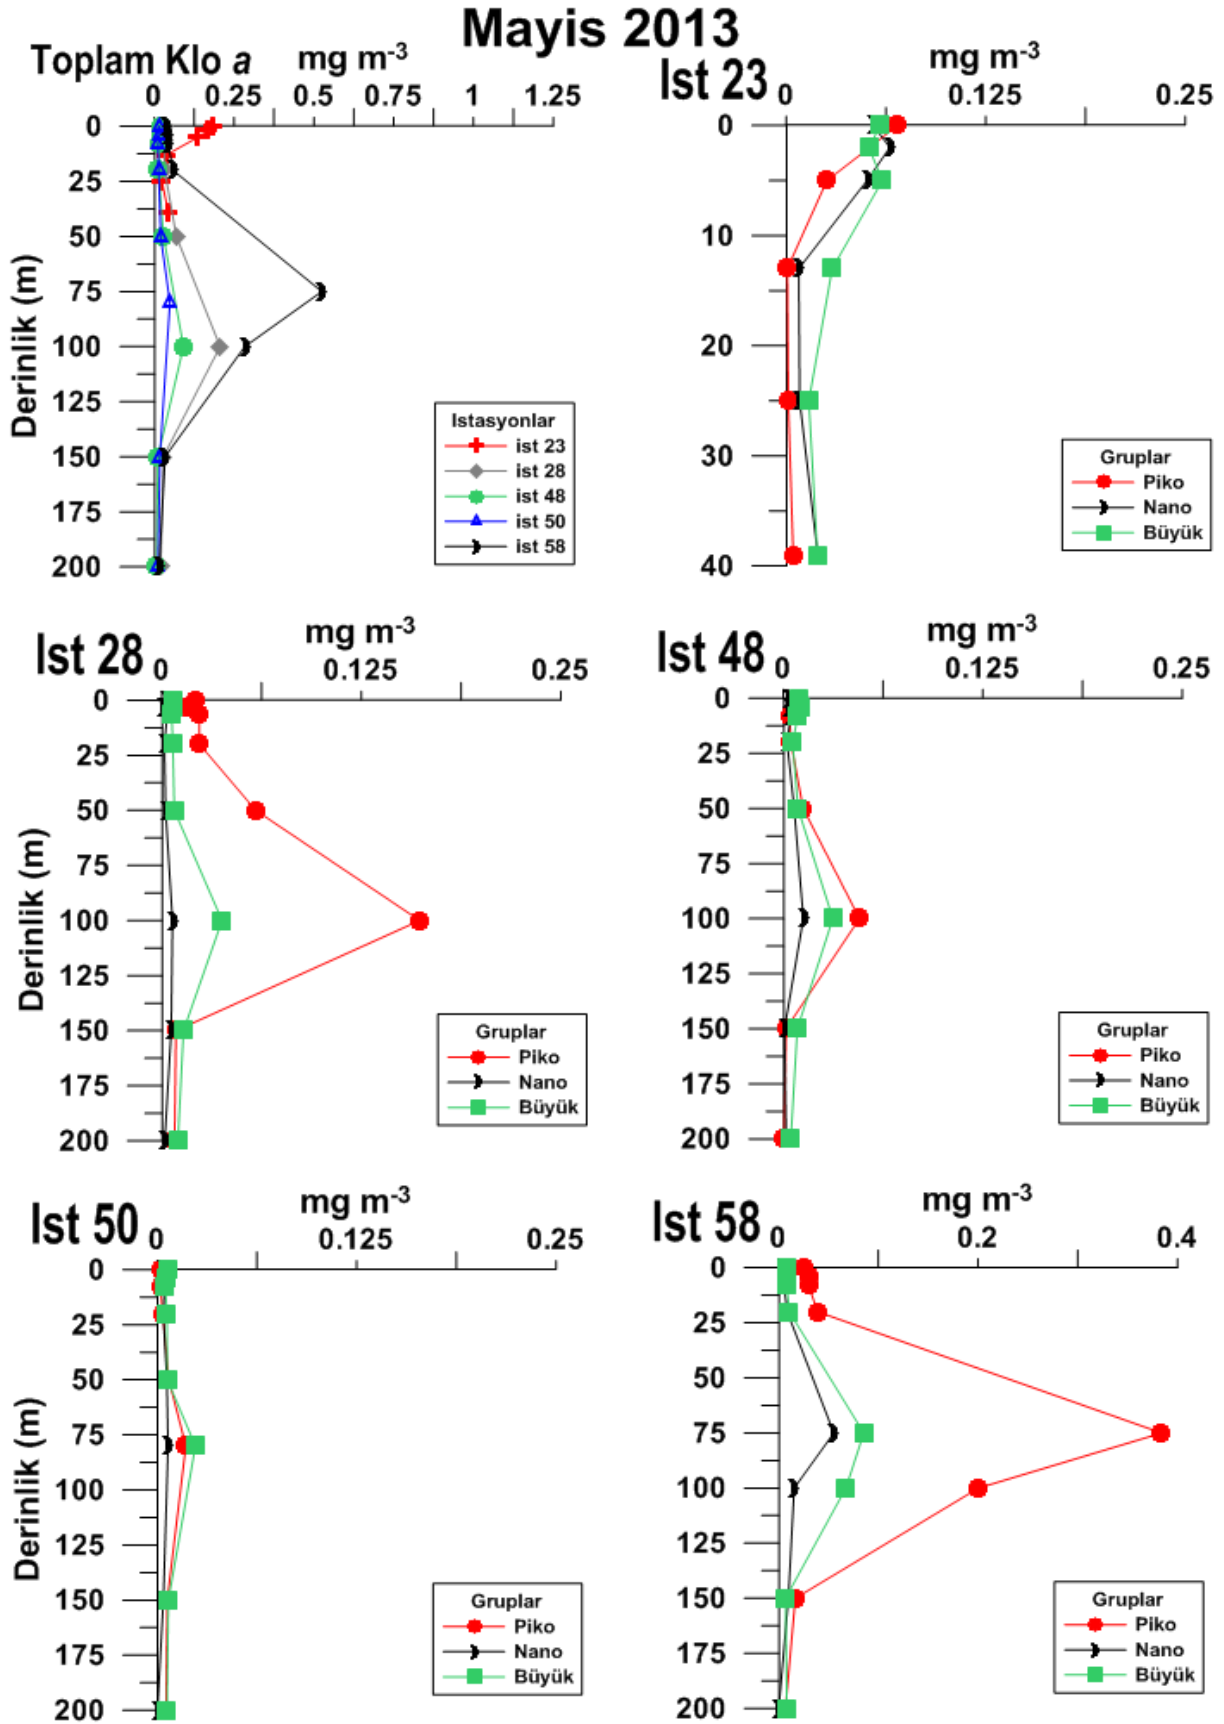 Mayis 2013
Toplam Klo a mg m-3
0 0.25 0.5 0.75 1 1.25
0
25
50
75
100
125
150
175
200
Derinlik (m)
Istasyonlar
ist 23
ist 28
ist 48
ist 50
ist 58
Ist 23 mg m-3
0 0.125 0.25
0
10
20
30
40
Gruplar
Piko
Nano
Büyük
Ist 28 mg m-3
0 0.125 0.25
0
25
50
75
100
125
150
175
200
Derinlik (m)
Gruplar
Piko
Nano
Büyük
Ist 48 mg m-3
0 0.125 0.25
0
25
50
75
100
125
150
175
200
Gruplar
Piko
Nano
Büyük
Ist 50 mg m-3
0 0.125 0.25
0
25
50
75
100
125
150
175
200
Derinlik (m)
Gruplar
Piko
Nano
Büyük
Ist 58 mg m-3
0 0.2 0.4
0
25
50
75
100
125
150
175
200
Gruplar
Piko
Nano
Büyük